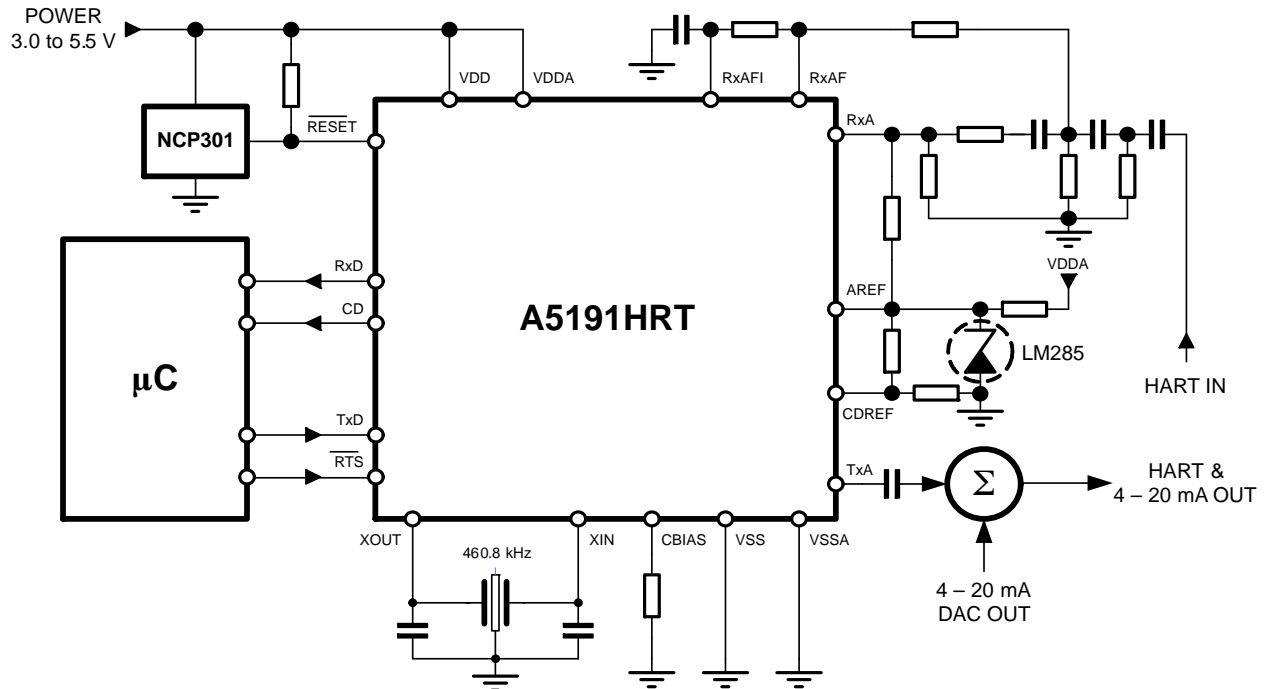 POWER
3.0 to 5.5 V
VDD
VDDA
RxAFI
RxAF
NCP301
RESET
RxA
RxD
CD
μC
A5191HRT
VDDA
AREF
LM285
HART IN
CDREF
TxD
RTS
TxA
Σ
HART &
4 – 20 mA OUT
XOUT
460.8 kHz
XIN
CBIAS
VSS
VSSA
4 – 20 mA
DAC OUT